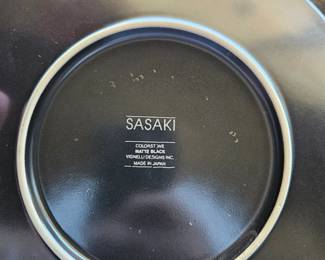 SASAKI
COLORSTONE
MATTE BLACK
VIGNELLI DESIGNS INC.
MADE IN JAPAN